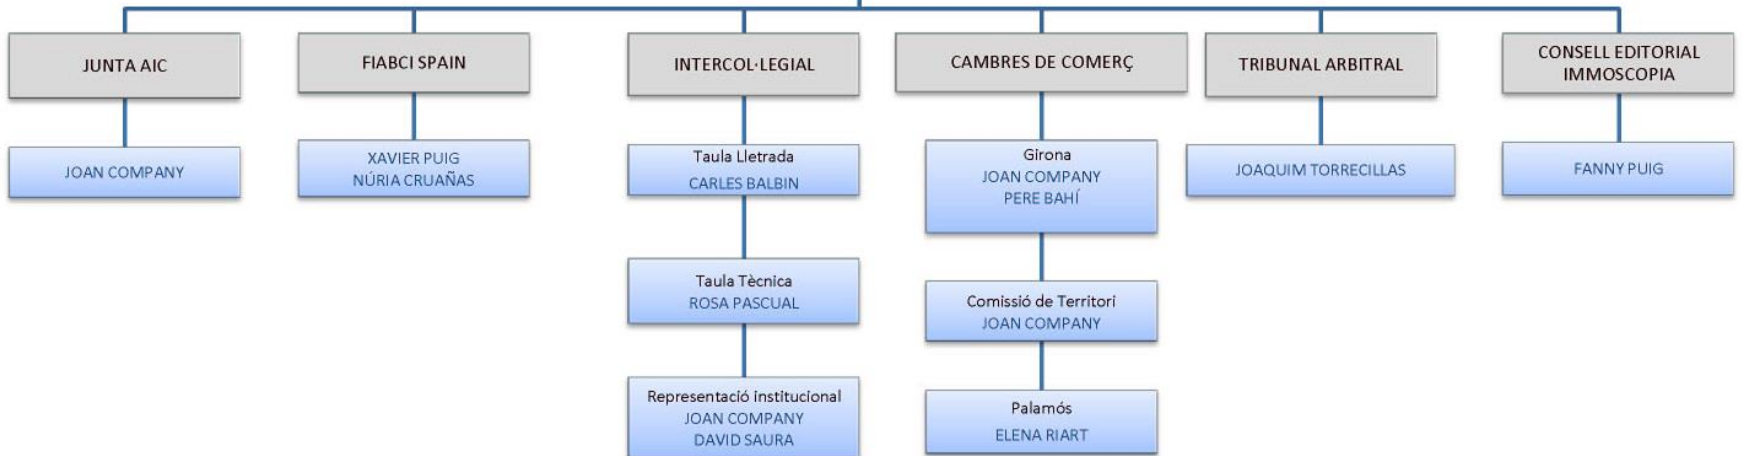 JUNTA AIC
JOAN COMPANY
FIABCI SPAIN
XAVIER PUIG
NÚRIA CRUAÑAS
INTERCOL·LEGIAL
Taula Lletrada
CARLES BALBIN
Taula Tècnica
ROSA PASCUAL
Representació institucional
JOAN COMPANY
DAVID SAURA
CAMBRES DE COMERÇ
Girona
JOAN COMPANY
PERE BAHÍ
Comissió de Territori
JOAN COMPANY
Palamós
ELENA RIART
TRIBUNAL ARBITRAL
JOAQUIM TORRECILLAS
CONSELL EDITORIAL
IMMOSCOPIA
FANNY PUIG